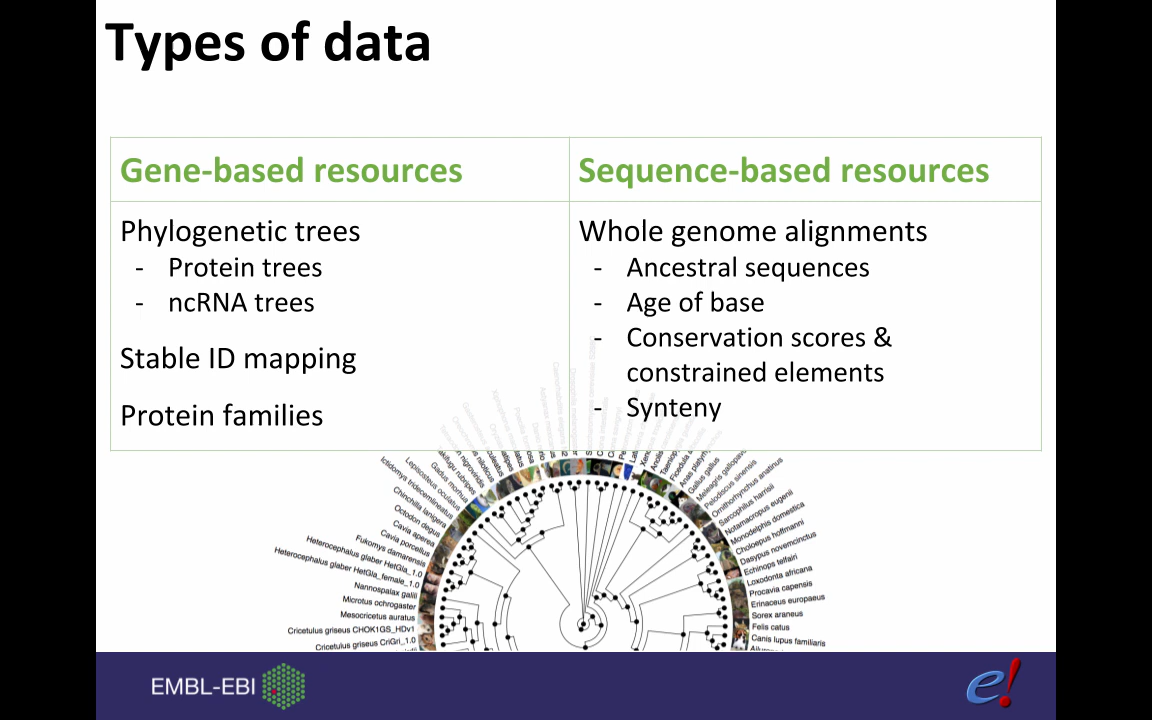 Types of data
Gene-based resources
Sequence-based resources
Phylogenetic trees
- Protein trees
- ncRNA trees
Stable ID mapping
Protein families
Whole genome alignments
- Ancestral sequences
- Age of base
- Conservation scores &
constrained elements
- Synteny
Ictidomys tridecemlineatus
Lepisosteus oculatus
Gadus morhua
Chinchilla lanigera
Octodon degus
Cavia aperea
Cavia porcellus
Fukomys damarensis
Heterocephalus glaber HetGla_1.0
Heterocephalus glaber HetGla_female_1.0
Nannospalax galili
Microtus ochrogaster
Mesocricetus auratus
Cricetulus griseus CHOK1GS_HDv1
Cricetulus griseus CriGri_1.0
Gallus gallus
Meleagris gallopavo
Pelodiscus sinensis
Ornithorhynchus anatinus
Sarcophilus harrisii
Notamacropus eugenii
Monodelphis domestica
Choloepus hoffmanni
Dasypus novemcinctus
Echinops telfairi
Loxodonta africana
Procavia capensis
Erinaceus europaeus
Sorex araneus
Felis catus
Canis lupus familiaris
EMBL-EBI
e!